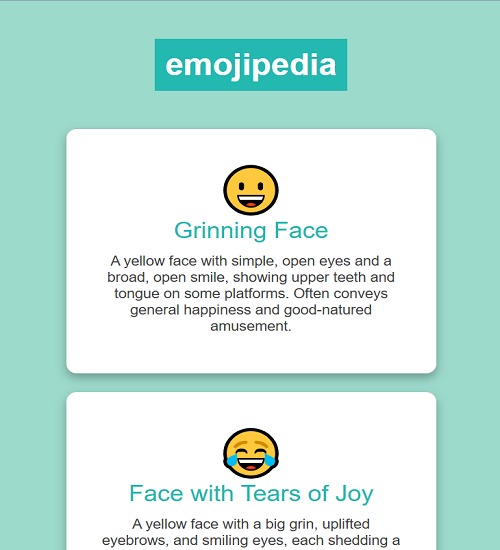 emojipedia
Grinning Face
A yellow face with simple, open eyes and a
broad, open smile, showing upper teeth and
tongue on some platforms. Often conveys
general happiness and good-natured
amusement.
Face with Tears of Joy
A yellow face with a big grin, uplifted
eyebrows, and smiling eyes, each shedding a